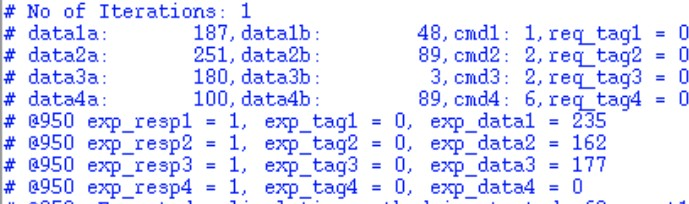 # No of Iterations: 1
# data1a: 187,data1b: 48,cmd1: 1,req_tag1 = 0
# data2a: 251,data2b: 89,cmd2: 2,req_tag2 = 0
# data3a: 180,data3b: 3,cmd3: 2,req_tag3 = 0
# data4a: 100,data4b: 89,cmd4: 6,req_tag4 = 0
# @950 exp_resp1 = 1, exp_tag1 = 0, exp_data1 = 235
# @950 exp_resp2 = 1, exp_tag2 = 0, exp_data2 = 162
# @950 exp_resp3 = 1, exp_tag3 = 0, exp_data3 = 177
# @950 exp_resp4 = 1, exp_tag4 = 0, exp_data4 = 0